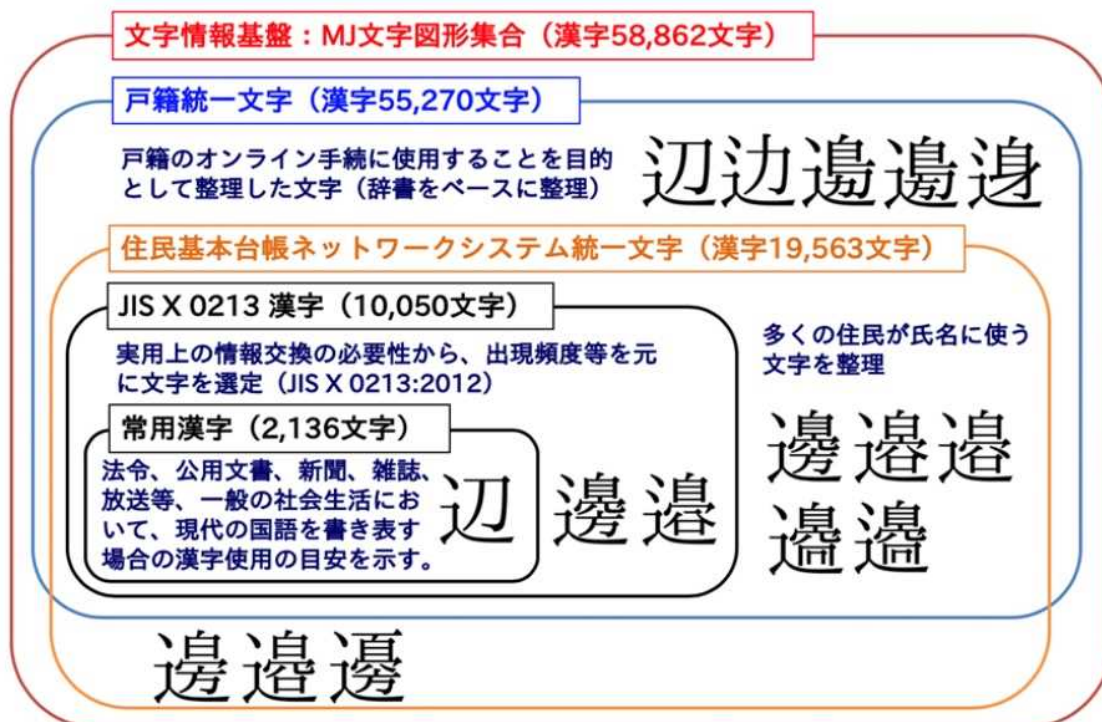 文字情報基盤：MJ文字図形集合（漢字58,862文字）
戸籍統一文字（漢字55,270文字）
戸籍のオンライン手続に使用することを目的
として整理した文字（辞書をベースに整理）
住民基本台帳ネットワークシステム統一文字（漢字19,563文字）
JIS X 0213 漢字（10,050文字）
実用上の情報交換の必要性から、出現頻度等を元
に文字を選定（JIS X 0213:2012）
常用漢字（2,136文字）
法令、公用文書、新聞、雑誌、
放送等、一般の社会生活にお
いて、現代の国語を書き表す
場合の漢字使用の目安を示す。
辺
邊 邉
多くの住民が氏名に使う
文字を整理